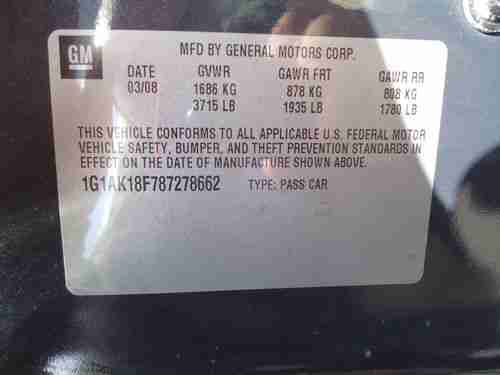 GM
MFD BY GENERAL MOTORS CORP.
DATE GVWR GAWR FRT GAWR RR
03/08 1686 KG 878 KG 808 KG
3715 LB 1935 LB 1780 LB
THIS VEHICLE CONFORMS TO ALL APPLICABLE U.S. FEDERAL MOTOR
VEHICLE SAFETY, BUMPER, AND THEFT PREVENTION STANDARDS IN
EFFECT ON THE DATE OF MANUFACTURE SHOWN ABOVE.
1G1AK18F787278662 TYPE: PASS CAR